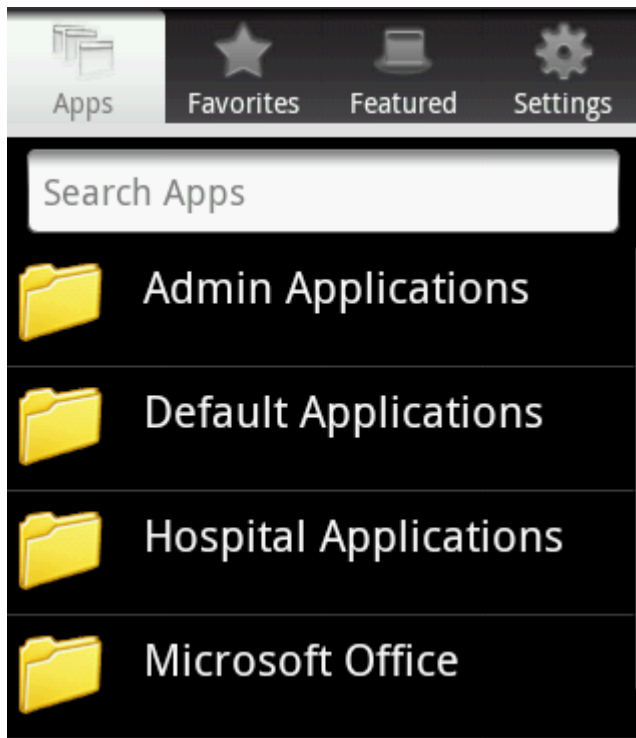 Apps
Favorites
Featured
Settings
Search Apps
Admin Applications
Default Applications
Hospital Applications
Microsoft Office